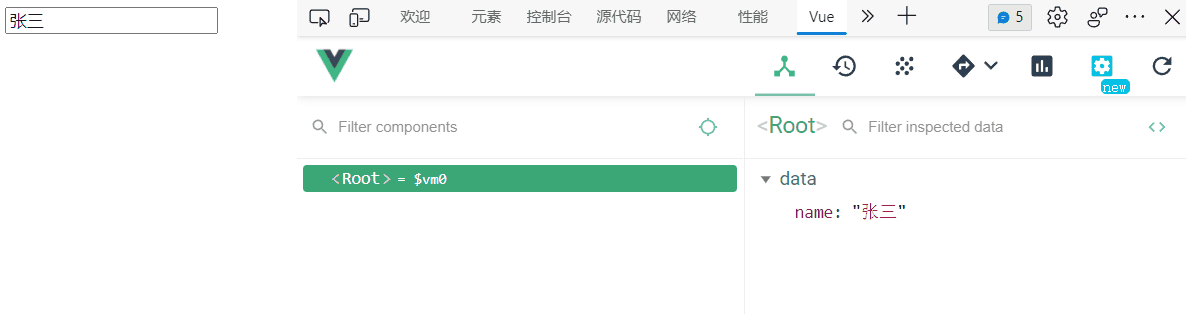 张三
欢迎 元素 控制台 源代码 网络 性能 Vue 5
new
Filter components
<Root> Filter inspected data
<Root> = $vm0
data
name: "张三"